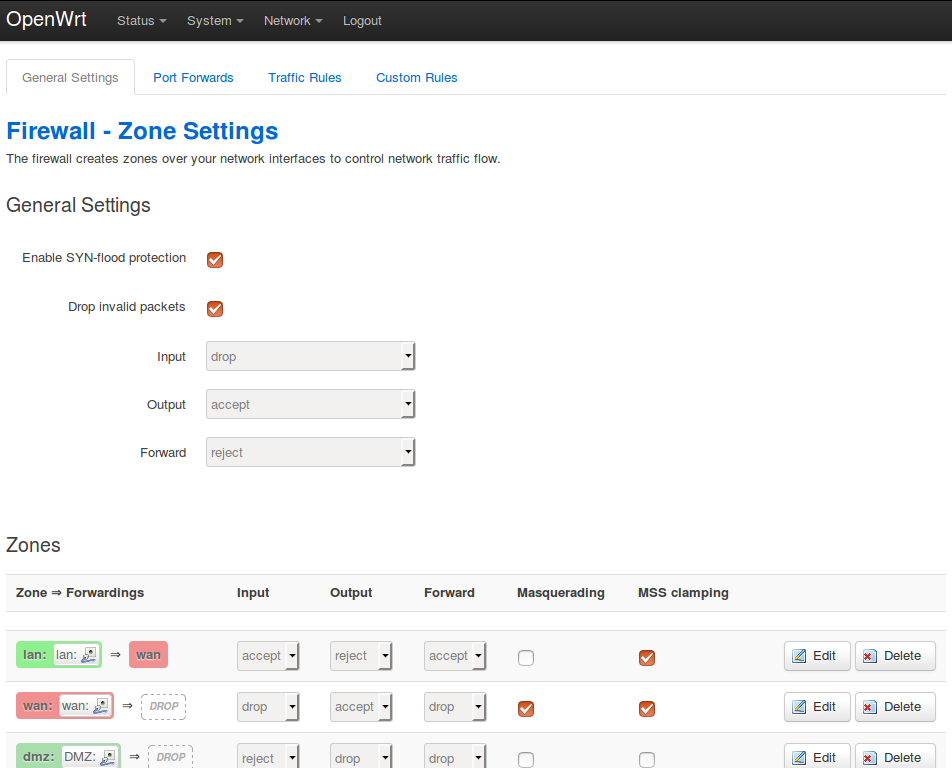 OpenWrt Status System Network Logout
General Settings Port Forwards Traffic Rules Custom Rules
Firewall - Zone Settings
The firewall creates zones over your network interfaces to control network traffic flow.
General Settings
Enable SYN-flood protection
Drop invalid packets
Input drop
Output accept
Forward reject
Zones
Zone ⇒ Forwardings Input Output Forward Masquerading MSS clamping
lan: lan: ⇒ wan accept reject accept Edit Delete
wan: wan: ⇒ DROP drop accept drop Edit Delete
dmz: DMZ: ⇒ DROP reject drop drop Edit Delete